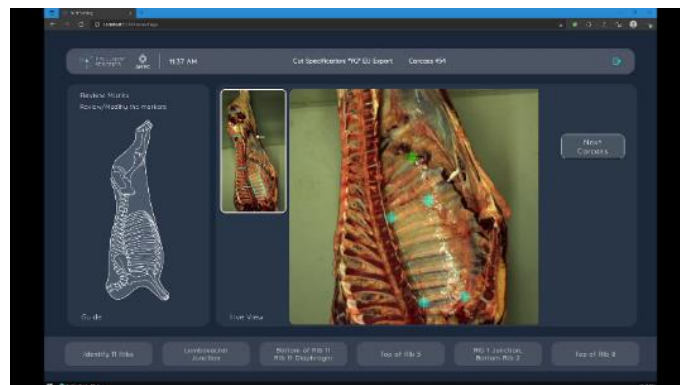 11:37 AM
Cut Specification "YG" EU Export Carcass 454
Review Marks
Review/Modify the markers
Next
Carcass
Guide
Live View
Identify 11 Ribs
Lumbosacral
Junction
Bottom of Rib 11
Rib 11 Diaphragm
Top of Rib 5
RIG 1 Junction,
Bottom Rib 2
Top of Rib 8